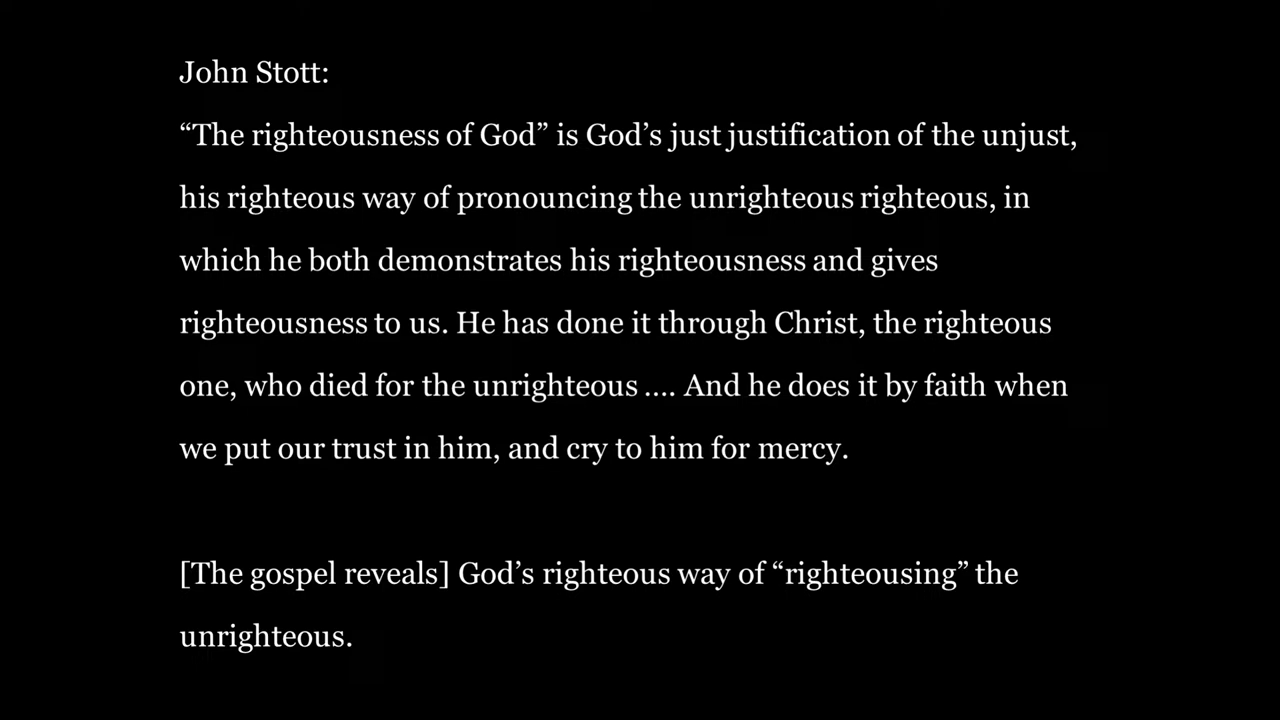 John Stott:
“The righteousness of God” is God’s just justification of the unjust,
his righteous way of pronouncing the unrighteous righteous, in
which he both demonstrates his righteousness and gives
righteousness to us. He has done it through Christ, the righteous
one, who died for the unrighteous …. And he does it by faith when
we put our trust in him, and cry to him for mercy.
[The gospel reveals] God’s righteous way of “righteousing” the
unrighteous.